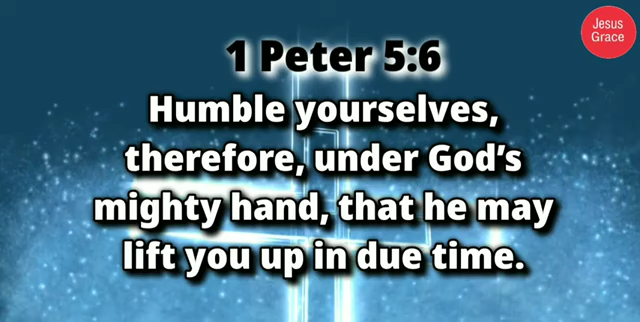 Jesus
Grace
1 Peter 5:6
Humble yourselves,
therefore, under God’s
mighty hand, that he may
lift you up in due time.